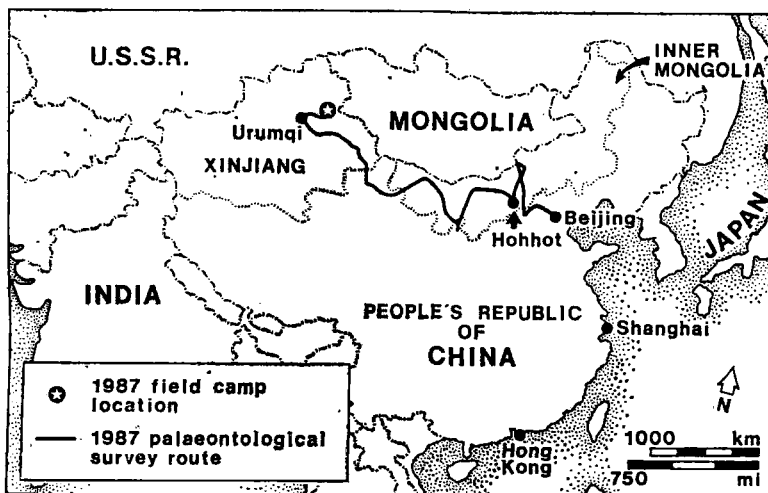 U.S.S.R.
INNER
MONGOLIA
MONGOLIA
Urumqi
XINJIANG
Beijing
Hohhot
JAPAN
INDIA
PEOPLE'S REPUBLIC
OF
CHINA
Shanghai
1987 field camp
location
1987 palaeontological
survey route
Hong
Kong
N
1000 km
750 mi